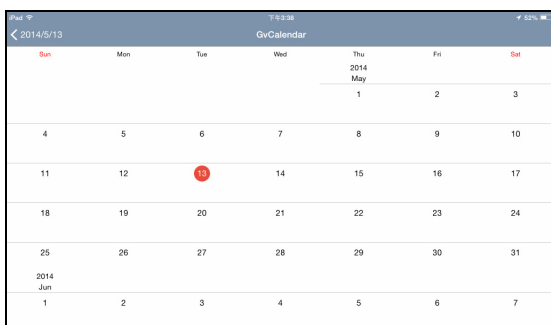 iPad 下午3:38 52%
2014/5/13 GvCalendar
Sun Mon Tue Wed Thu Fri Sat
2014
May
1 2 3
4 5 6 7 8 9 10
11 12 13 14 15 16 17
18 19 20 21 22 23 24
25 26 27 28 29 30 31
2014
Jun
1 2 3 4 5 6 7